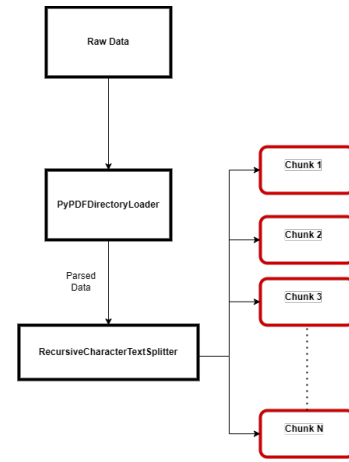 Raw Data
PyPDFDirectoryLoader
Parsed
Data
RecursiveCharacterTextSplitter
Chunk 1
Chunk 2
Chunk 3
Chunk N